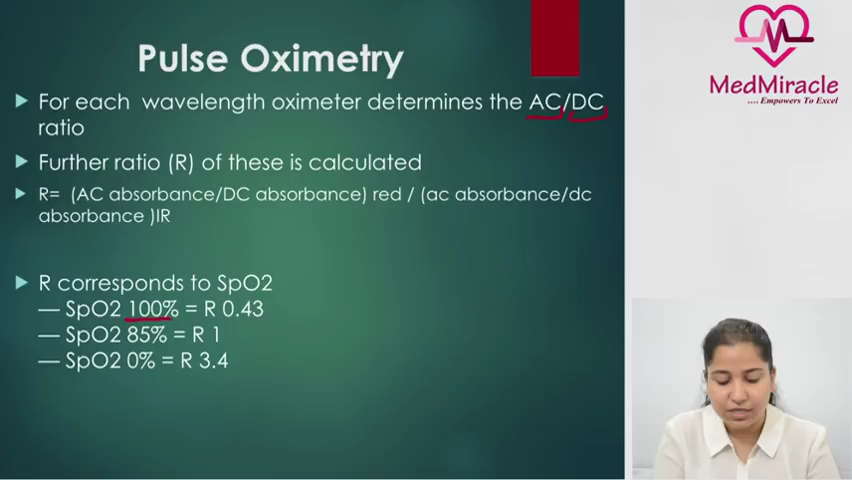 Pulse Oximetry
For each wavelength oximeter determines the AC/DC
ratio
Further ratio (R) of these is calculated
R= (AC absorbance/DC absorbance) red / (ac absorbance/dc
absorbance )IR
R corresponds to SpO2
— SpO2 100% = R 0.43
— SpO2 85% = R 1
— SpO2 0% = R 3.4
MedMiracle
.... Empowers To Excel